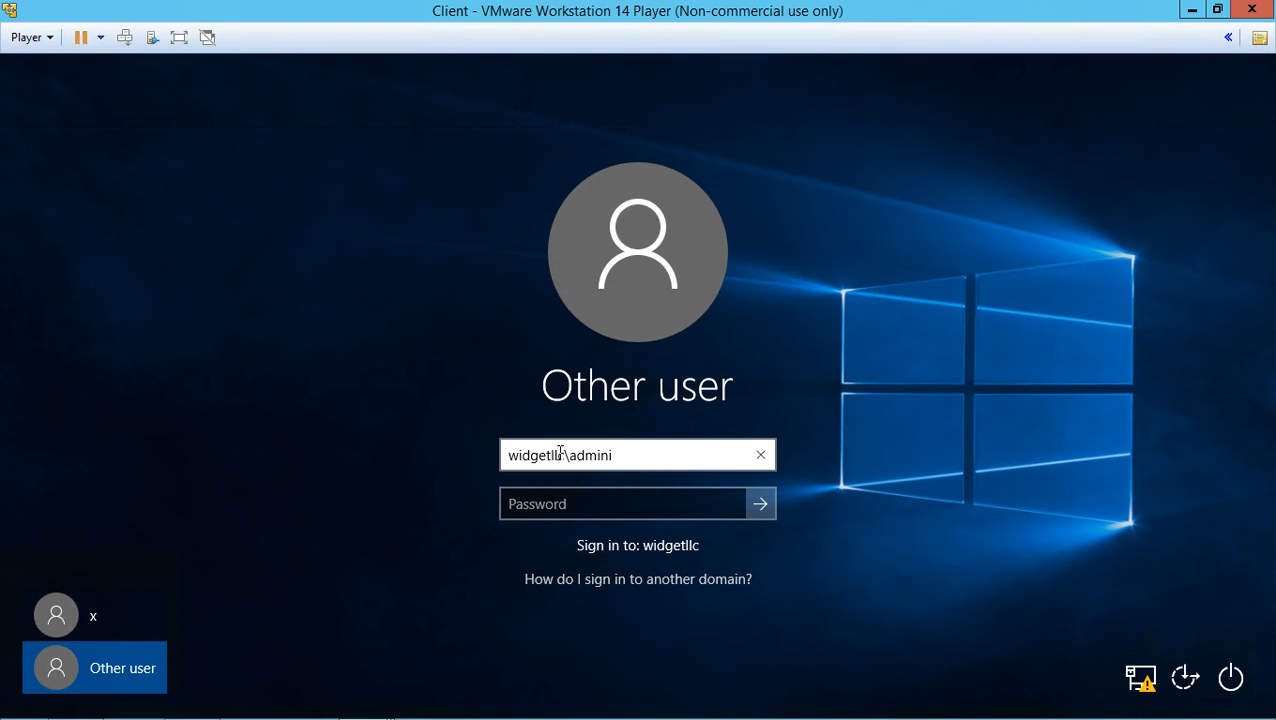 Client - VMware Workstation 14 Player (Non-commercial use only)
Player
Other user
widgetllc\admini
Password
Sign in to: widgetllc
How do I sign in to another domain?
x
Other user